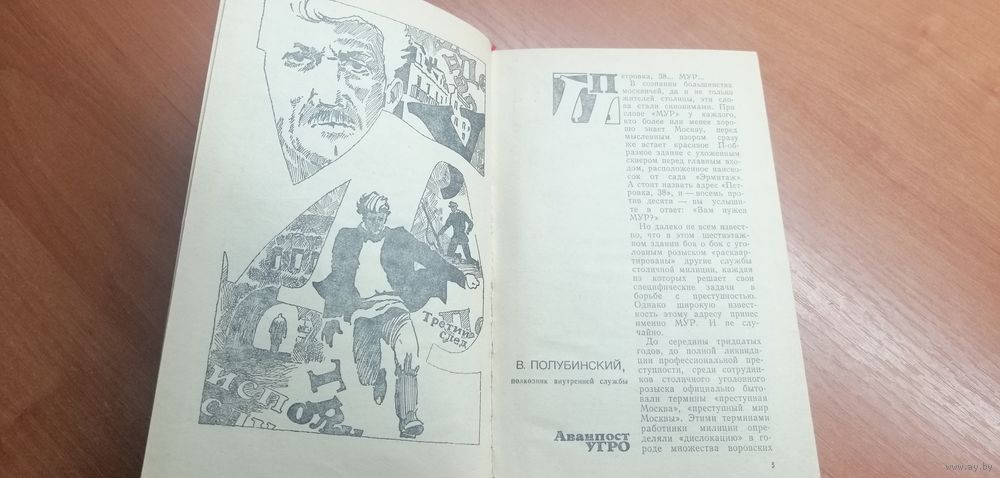 Третий
след
ИСПОЛ
П
етровка, 38... МУР...
В сознании большинства
москвичей, да и не только
жителей столицы, эти сло-
ва стали синонимами. При
слове «МУР» у каждого,
кто более или менее хоро-
шо знает Москву, перед
мысленным взором сразу
же встает красивое П-об-
разное здание с ухоженным
сквером перед главным вхо-
дом, расположенное наиско-
сок от сада «Эрмитаж».
А стоит назвать адрес «Пет-
ровка, 38», и — восемь про-
тив десяти — вы услыши-
те в ответ: «Вам нужен
МУР?»
Но далеко не всем извест-
но, что в этом шестиэтаж-
ном здании бок о бок с уго-
ловным розыском «расквар-
тированы» другие службы
столичной милиции, каждая
из которых решает свои
специфические задачи в
борьбе с преступностью.
Однако широкую извест-
ность этому адресу принес
именно МУР. И не слу-
чайно.
До середины тридцатых
годов, до полной ликвида-
ции профессиональной пре-
ступности, среди сотрудни-
ков столичного уголовного
розыска официально быто-
вали термины «преступная
Москва», «преступный мир
Москвы». Этими терминами
работники милиции опре-
деляли «дислокацию» в го-
роде множества воровских
В. ПОЛУБИНСКИЙ,
полковник внутренней службы
Аванпост
УГРО
5
www.ay.by